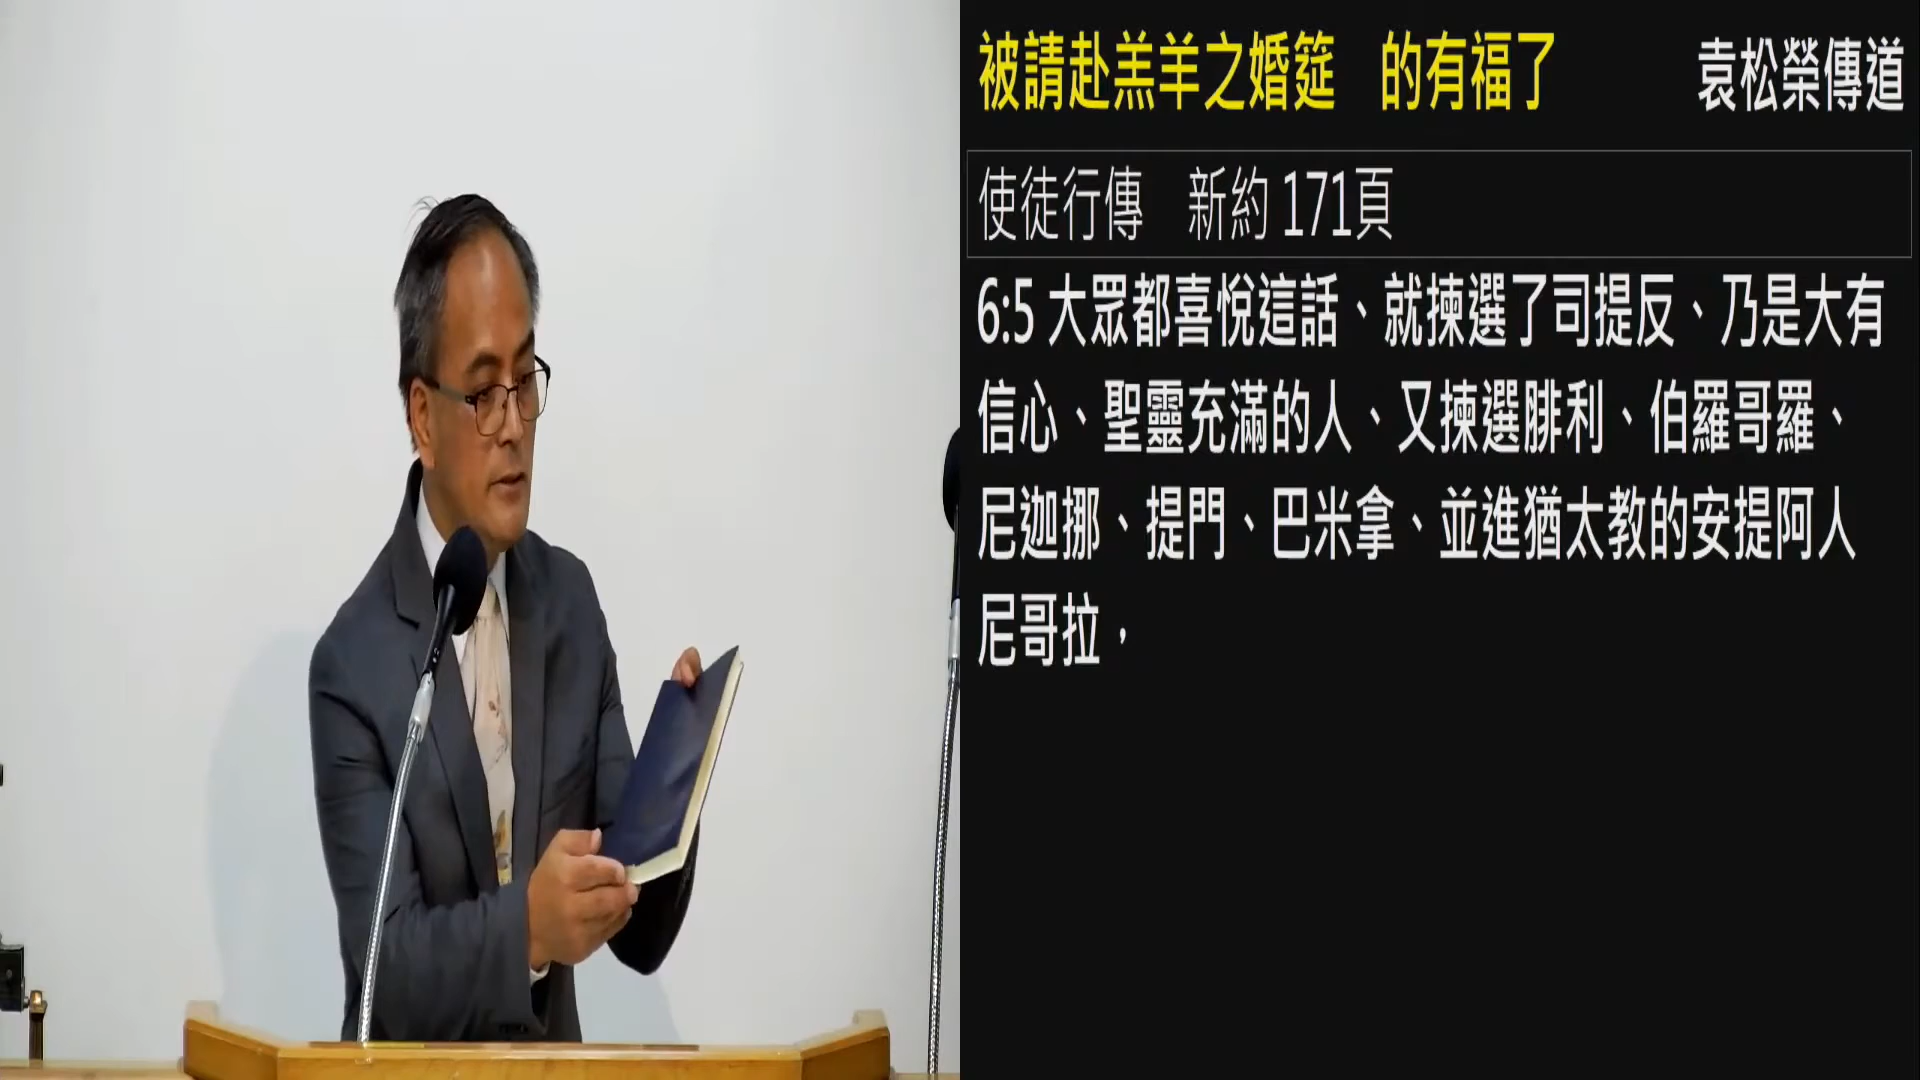 被請赴羔羊之婚筵　的有福了　袁松榮傳道
使徒行傳　新約 171頁
6:5 大眾都喜悅這話、就揀選了司提反、乃是大有
信心、聖靈充滿的人、又揀選腓利、伯羅哥羅、
尼迦挪、提門、巴米拿、並進猶太教的安提阿人
尼哥拉，